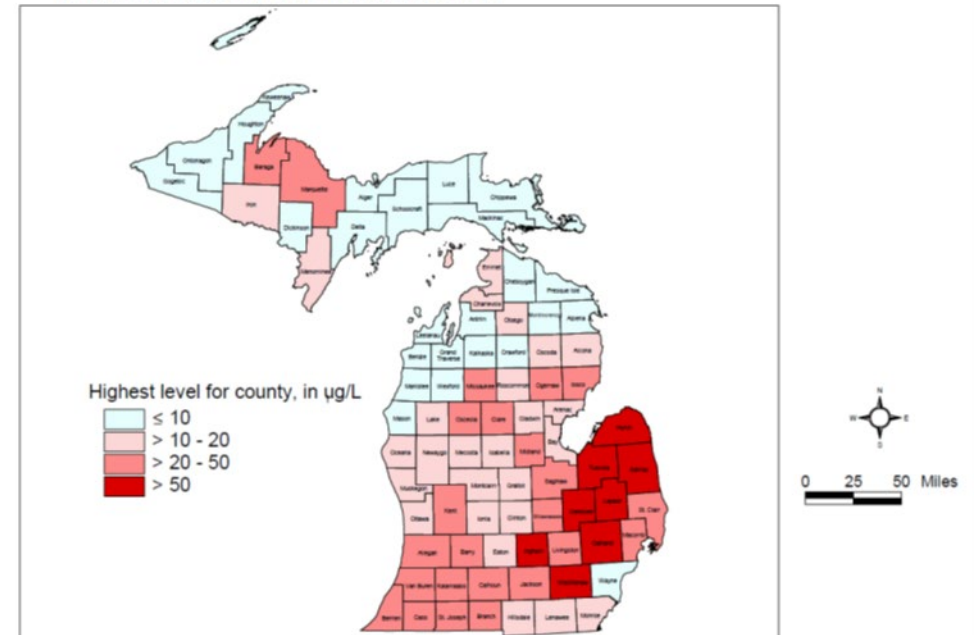 Keweenaw
Houghton
Ontonagon
Baraga
Gogebic
Marquette
Luce
Alger
Chippewa
Iron
Schoolcraft
Mackinac
Dickinson
Delta
Menominee
Emmet
Cheboygan
Presque Isle
Charlevoix
Antrim
Otsego
Alpena
Benzie
Grand
Traverse
Kalkaska
Crawford
Oscoda
Alcona
Highest level for county, in µg/L
Manistee
Wexford
Missaukee
Roscommon
Ogemaw
Iosco
≤ 10
> 10 - 20
> 20 - 50
> 50
Mason
Lake
Osceola
Clare
Gladwin
Arenac
Huron
Oceana
Newaygo
Mecosta
Isabella
Midland
Bay
Tuscola
Sanilac
Muskegon
Montcalm
Gratiot
Saginaw
Kent
Genesee
Lapeer
St. Clair
Ottawa
Ionia
Clinton
Shiawassee
Macomb
Allegan
Barry
Eaton
Ingham
Livingston
Oakland
Van Buren
Kalamazoo
Calhoun
Jackson
Washtenaw
Wayne
Berrien
Cass
St. Joseph
Branch
Hillsdale
Lenawee
Monroe
N
W
E
S
0 25 50 Miles